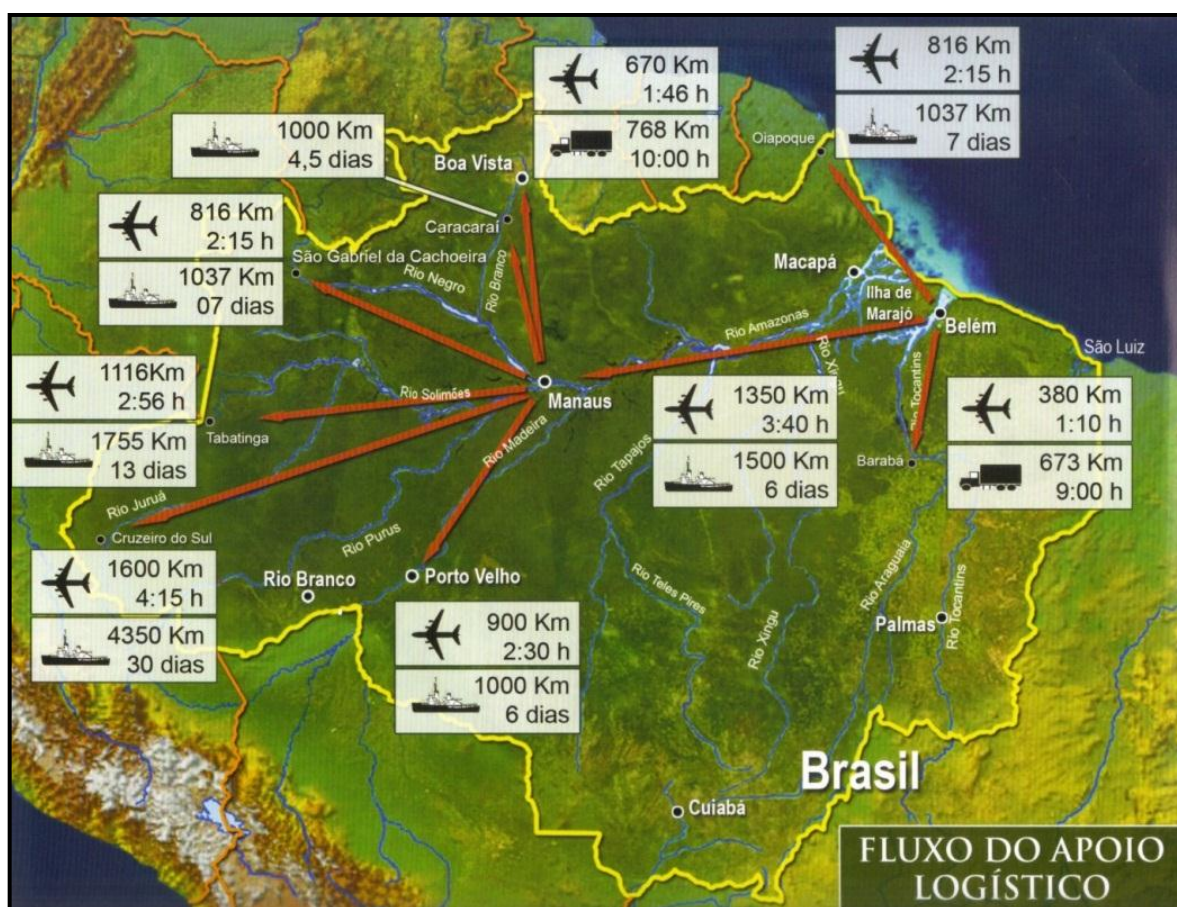 670 Km
1:46 h
768 Km
10:00 h
816 Km
2:15 h
1037 Km
7 dias
Oiapoque
1000 Km
4,5 dias
Boa Vista
Caracaraí
816 Km
2:15 h
1037 Km
07 dias
São Gabriel da Cachoeira
Rio Negro
Rio Branco
Macapá
Ilha de
Marajó
Belém
Rio Amazonas
Rio Xingu
Rio Tocantins
São Luiz
1116Km
2:56 h
1755 Km
13 dias
Tabatinga
Rio Solimões
Manaus
Rio Madeira
1350 Km
3:40 h
1500 Km
6 dias
380 Km
1:10 h
673 Km
9:00 h
Barabá
Rio Tapajos
Rio Juruá
Cruzeiro do Sul
Rio Purus
Rio Branco
Porto Velho
1600 Km
4:15 h
4350 Km
30 dias
900 Km
2:30 h
1000 Km
6 dias
Rio Teles Pires
Rio Xingu
Rio Araguaia
Palmas
Rio Tocantins
Brasil
Cuiabá
FLUXO DO APOIO
LOGÍSTICO